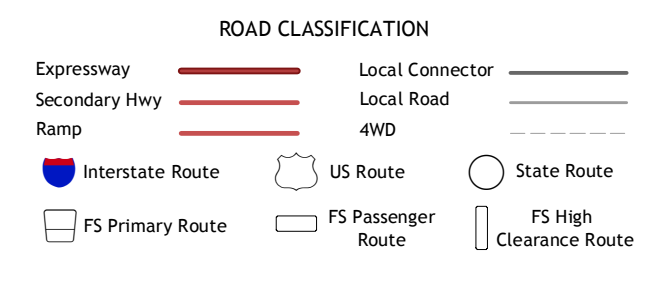 ROAD CLASSIFICATION
Expressway
Local Connector
Secondary Hwy
Local Road
Ramp
4WD
Interstate Route
US Route
State Route
FS Primary Route
FS Passenger
Route
FS High
Clearance Route